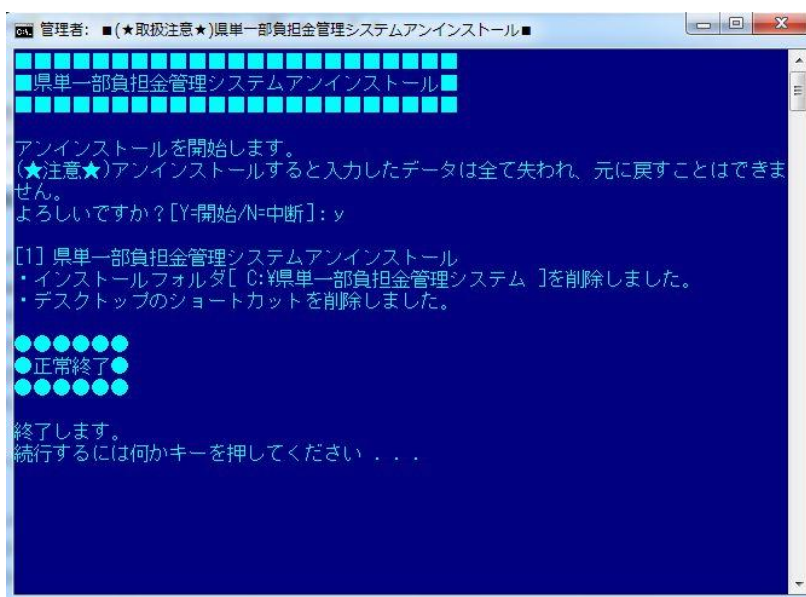 管理者: ■(★取扱注意★)県単一部負担金管理システムアンインストール■
■■■■■■■■■■■■■■■■■■■■■■■
■県単一部負担金管理システムアンインストール■
■■■■■■■■■■■■■■■■■■■■■■■
アンインストールを開始します。
(★注意★)アンインストールすると入力したデータは全て失われ、元に戻すことはできま
せん。
よろしいですか？[Y=開始/N=中断]:y
[1] 県単一部負担金管理システムアンインストール
・インストールフォルダ[ C:¥県単一部負担金管理システム ]を削除しました。
・デスクトップのショートカットを削除しました。
●●●●●●
●正常終了●
●●●●●●
終了します。
続行するには何かキーを押してください . . .